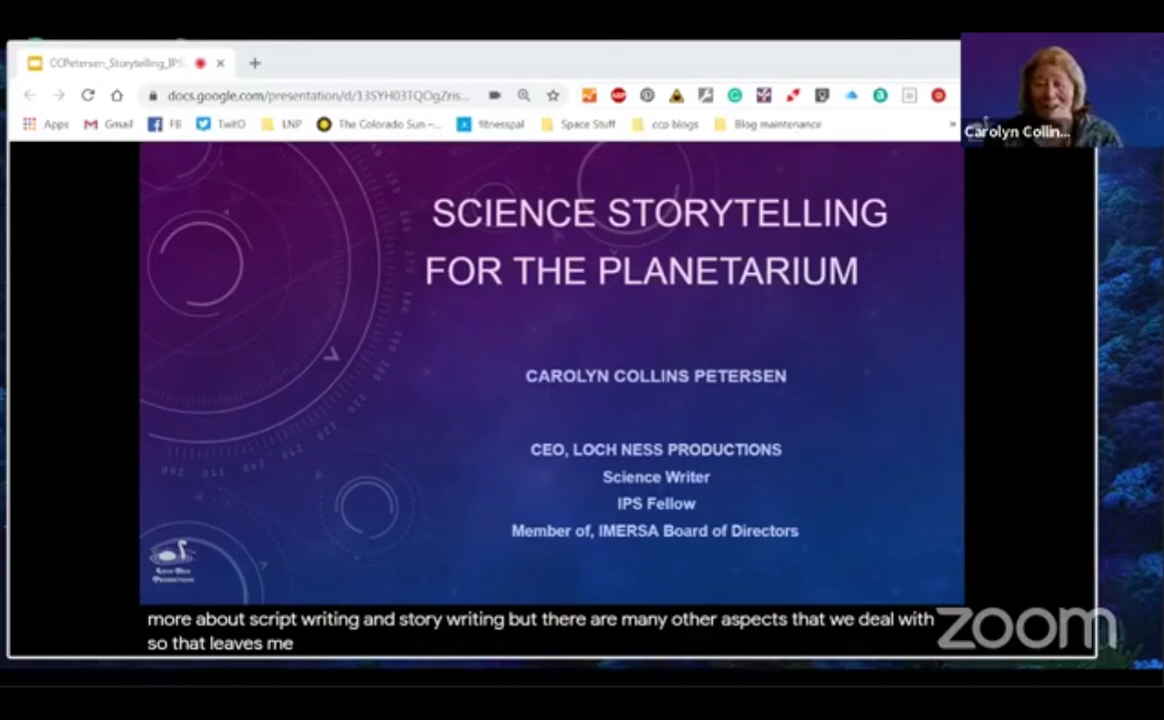 CCPetersen_Storytelling_IPS
docs.google.com/presentation/d/13SYH03TQOgZris...
Apps
Gmail
FB
TwitD
LNP
The Colorado Sun –...
fitnesspal
Space Stuff
ccp blogs
Blog maintenance
»
Carolyn Collin...
SCIENCE STORYTELLING
FOR THE PLANETARIUM
CAROLYN COLLINS PETERSEN
CEO, LOCH NESS PRODUCTIONS
Science Writer
IPS Fellow
Member of, IMERSA Board of Directors
Loch Ness
Productions
more about script writing and story writing but there are many other aspects that we deal with
so that leaves me
zoom